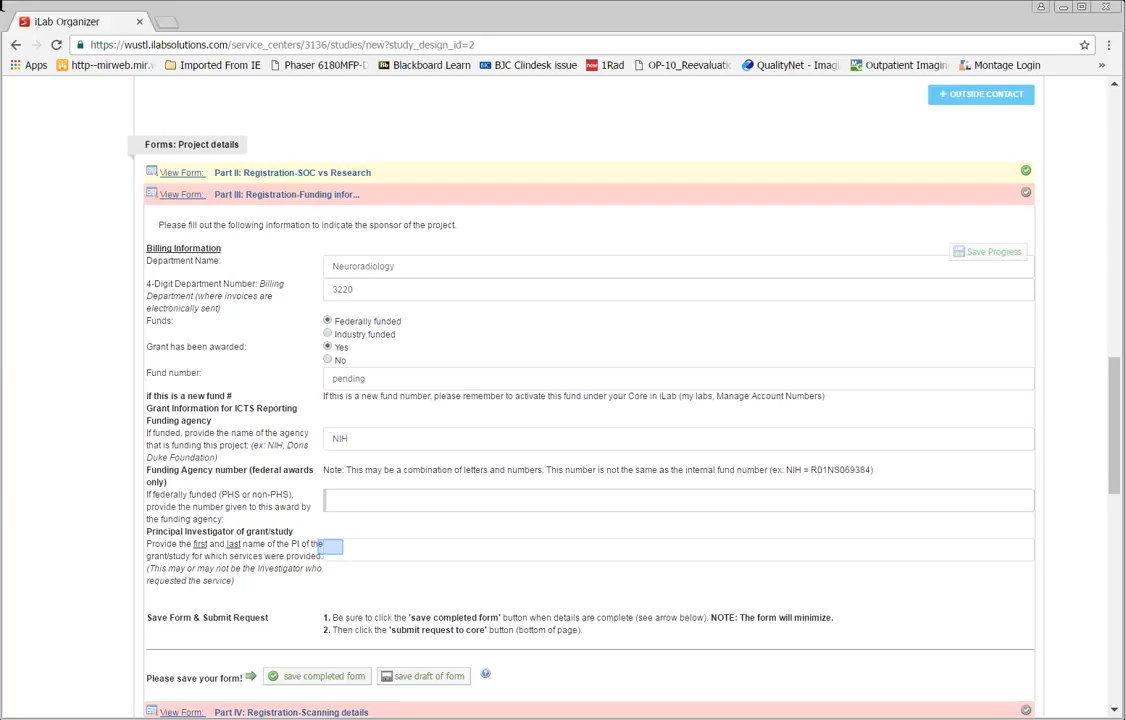 iLab Organizer
https://wustl.ilabsolutions.com/service_centers/3136/studies/new?study_design_id=2
Apps http--mirweb.mir.v Imported From IE Phaser 6180MFP-D Blackboard Learn BJC Clindesk issue 1Rad OP-10_Reevaluati QualityNet - Imagi Outpatient Imagin Montage Login »
+ OUTSIDE CONTACT
Forms: Project details
View Form: Part II: Registration-SOC vs Research
View Form: Part III: Registration-Funding infor...
Please fill out the following information to indicate the sponsor of the project.
Billing Information
Save Progress
Department Name:
Neuroradiology
4-Digit Department Number: Billing
Department (where invoices are
electronically sent)
3220
Funds:
Federally funded
Industry funded
Grant has been awarded:
Yes
No
Fund number:
pending
if this is a new fund #
If this is a new fund number, please remember to activate this fund under your Core in iLab (my labs, Manage Account Numbers)
Grant Information for ICTS Reporting
Funding agency
If funded, provide the name of the agency
that is funding this project: (ex: NIH, Doris
Duke Foundation)
NIH
Funding Agency number (federal awards
only)
Note: This may be a combination of letters and numbers. This number is not the same as the internal fund number (ex: NIH = R01NS069384)
If federally funded (PHS or non-PHS),
provide the number given to this award by
the funding agency:
Principal Investigator of grant/study
Provide the first and last name of the PI of the
grant/study for which services were provided:
(This may or may not be the Investigator who
requested the service)
Save Form & Submit Request
1. Be sure to click the 'save completed form' button when details are complete (see arrow below). NOTE: The form will minimize.
2. Then click the 'submit request to core' button (bottom of page).
Please save your form! save completed form save draft of form
View Form: Part IV: Registration-Scanning details